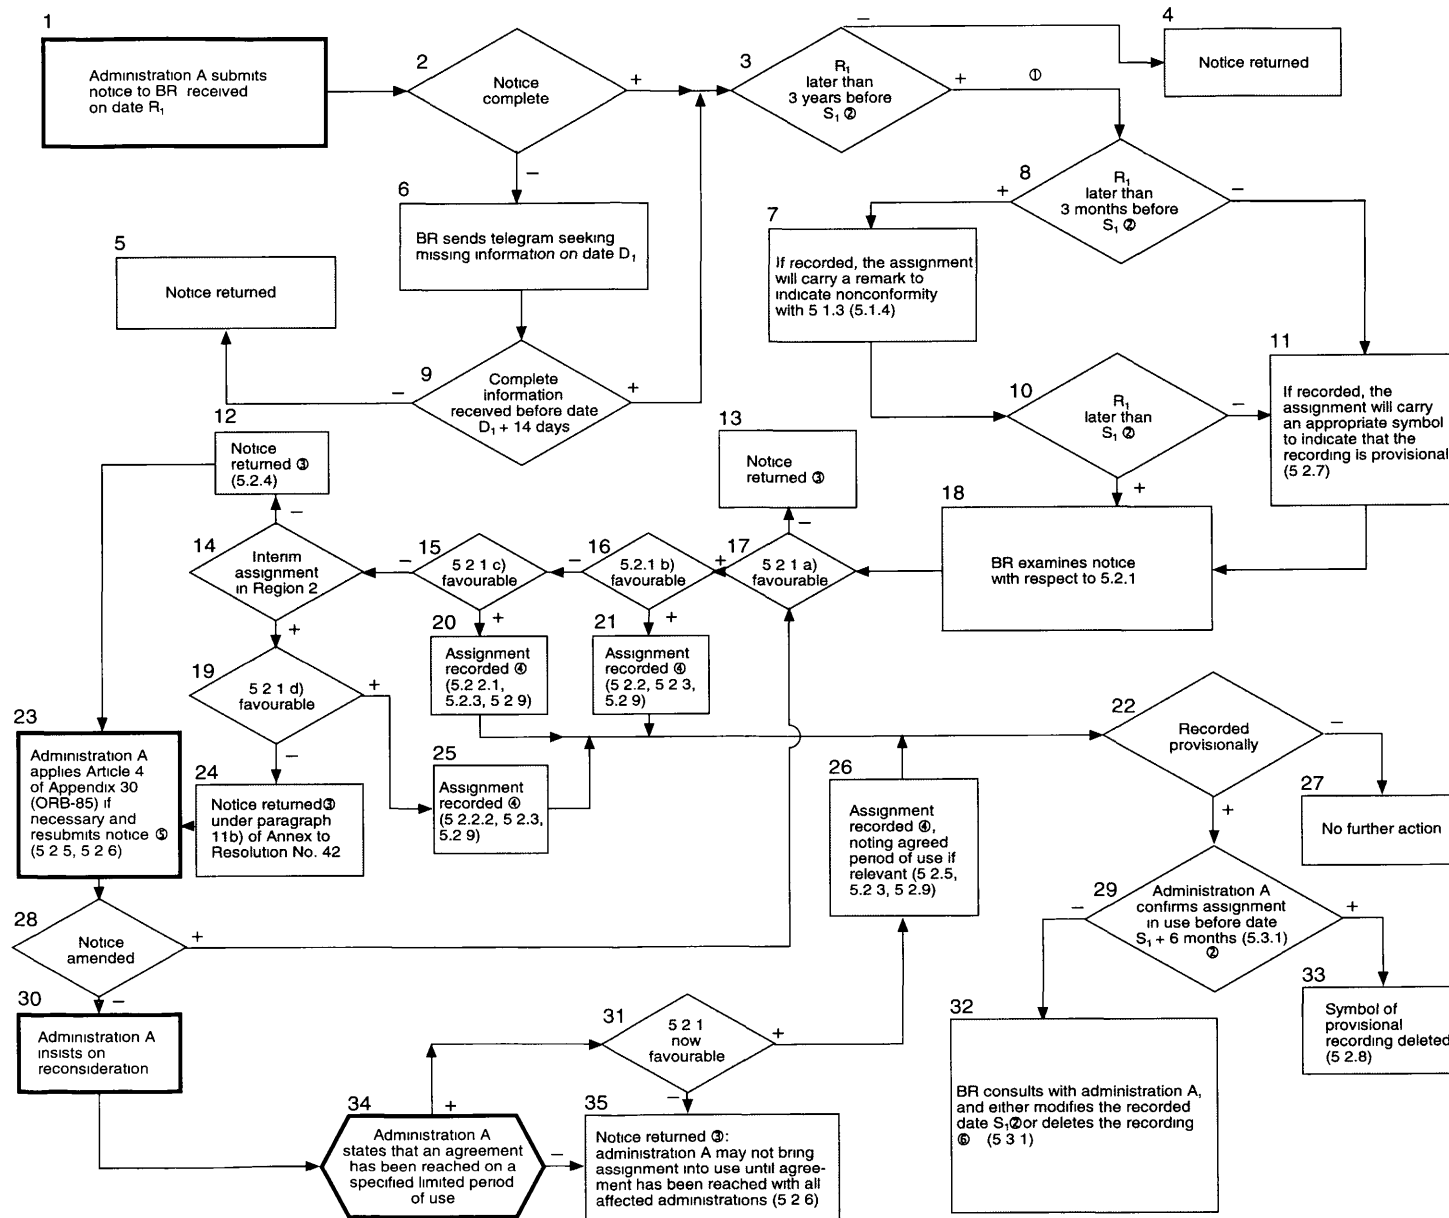 1
Administration A submits
notice to BR received
on date R₁
2
Notice
complete
+
−
3
R₁
later than
3 years before
S₁ ②
−
+
①
4
Notice returned
5
Notice returned
6
BR sends telegram seeking
missing information on date D₁
7
If recorded, the assignment
will carry a remark to
indicate nonconformity
with 5 1.3 (5.1.4)
8
R₁
later than
3 months before
S₁ ②
+
−
9
Complete
information
received before date
D₁ + 14 days
−
+
10
R₁
later than
S₁ ②
−
+
11
If recorded, the
assignment will carry
an appropriate symbol
to indicate that the
recording is provisional
(5 2.7)
12
Notice
returned ③
(5.2.4)
13
Notice
returned ③
14
Interim
assignment
in Region 2
−
+
15
5 2 1 c)
favourable
−
+
16
5.2.1 b)
favourable
−
+
17
5 2 1 a)
favourable
+
−
18
BR examines notice
with respect to 5.2.1
19
5 2 1 d)
favourable
+
−
20
Assignment
recorded ④
(5.2 2.1,
5.2.3, 5 2 9)
21
Assignment
recorded ④
(5 2.2, 5 2 3,
5.2 9)
22
Recorded
provisionally
−
+
23
Administration A
applies Article 4
of Appendix 30
(ORB-85) if
necessary and
resubmits notice ⑤
(5 2 5, 5 2 6)
24
Notice returned ③
under paragraph
11b) of Annex to
Resolution No. 42
25
Assignment
recorded ④
(5 2.2.2, 5 2.3,
5.2 9)
26
Assignment
recorded ④,
noting agreed
period of use if
relevant (5 2.5,
5.2 3, 5 2.9)
27
No further action
28
Notice
amended
+
−
29
Administration A
confirms assignment
in use before date
S₁ + 6 months (5.3.1)
②
−
+
30
Administration A
insists on
reconsideration
31
5 2 1
now
favourable
+
−
32
BR consults with administration A,
and either modifies the recorded
date S₁② or deletes the recording
⑥ (5 3 1)
33
Symbol of
provisional
recording deleted
(5 2.8)
34
Administration A
states that an agreement
has been reached on a
specified limited period
of use
+
−
35
Notice returned ③:
administration A may not bring
assignment into use until agree-
ment has been reached with all
affected administrations (5 2 6)